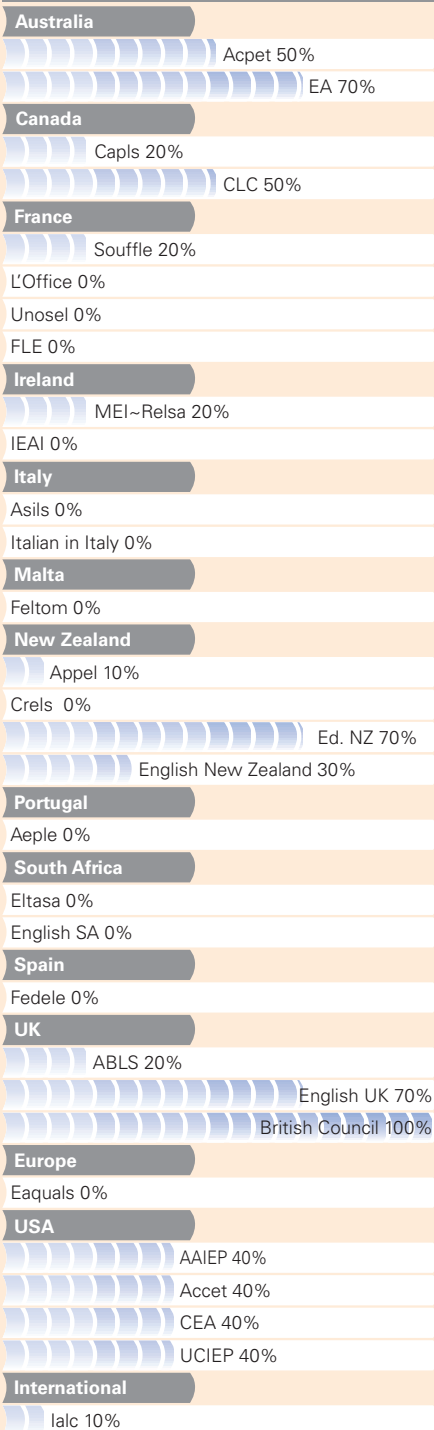 Australia
Acpet 50%
EA 70%
Canada
Capls 20%
CLC 50%
France
Souffle 20%
L’Office 0%
Unosel 0%
FLE 0%
Ireland
MEI~Relsa 20%
IEAI 0%
Italy
Asils 0%
Italian in Italy 0%
Malta
Feltom 0%
New Zealand
Appel 10%
Crels 0%
Ed. NZ 70%
English New Zealand 30%
Portugal
Aeple 0%
South Africa
Eltasa 0%
English SA 0%
Spain
Fedele 0%
UK
ABLS 20%
English UK 70%
British Council 100%
Europe
Eaquals 0%
USA
AAIEP 40%
Accet 40%
CEA 40%
UCIEP 40%
International
Ialc 10%